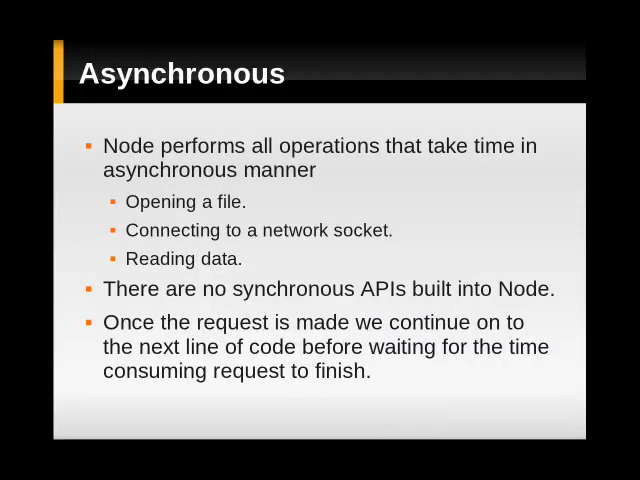 Asynchronous
Node performs all operations that take time in
asynchronous manner
Opening a file.
Connecting to a network socket.
Reading data.
There are no synchronous APIs built into Node.
Once the request is made we continue on to
the next line of code before waiting for the time
consuming request to finish.